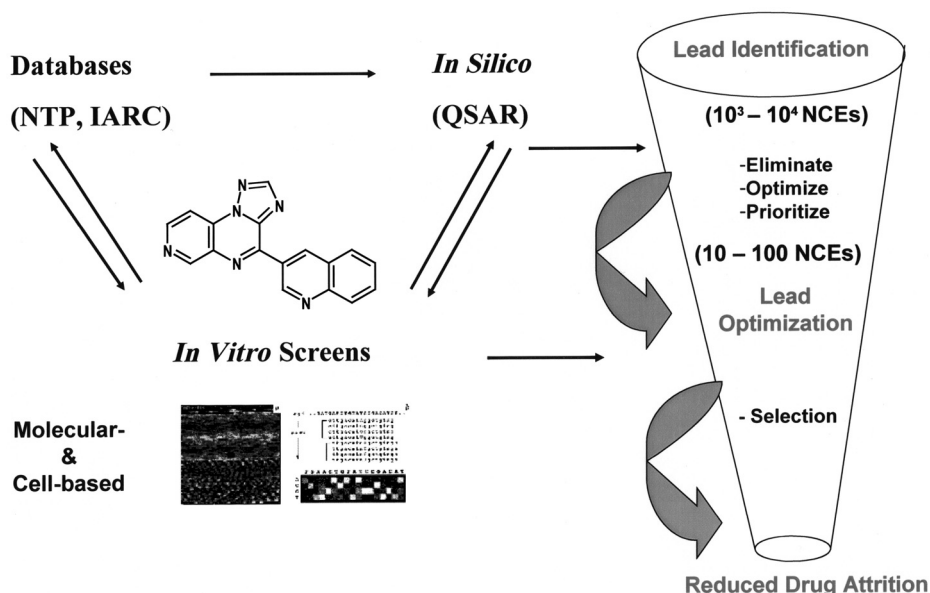 Databases
(NTP, IARC)
In Silico
(QSAR)
N
N
N
N
N
N
In Vitro Screens
Molecular-
&
Cell-based
Lead Identification
(10³ – 10⁴ NCEs)
-Eliminate
-Optimize
-Prioritize
(10 – 100 NCEs)
Lead
Optimization
- Selection
Reduced Drug Attrition